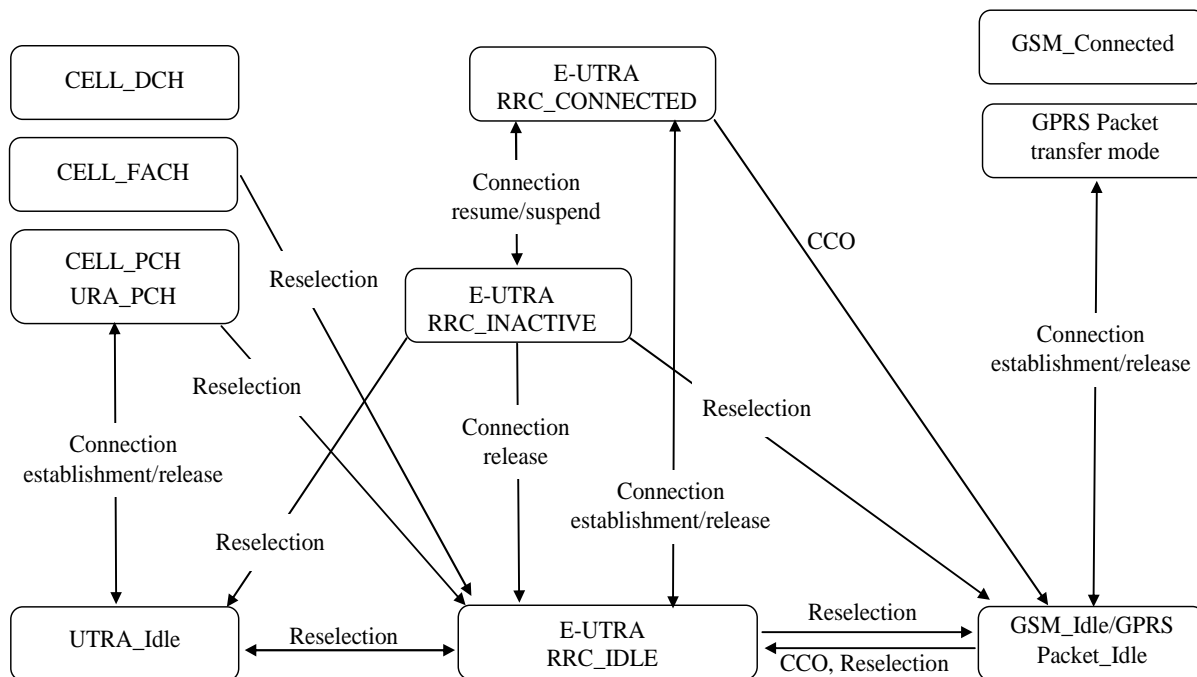 CELL_DCH
E-UTRA
RRC_CONNECTED
GSM_Connected
CELL_FACH
GPRS Packet
transfer mode
Connection
resume/suspend
CCO
CELL_PCH
URA_PCH
Reselection
E-UTRA
RRC_INACTIVE
Connection
establishment/release
Reselection
Reselection
Connection
release
Connection
establishment/release
Connection
establishment/release
Reselection
UTRA_Idle
Reselection
E-UTRA
RRC_IDLE
Reselection
CCO, Reselection
GSM_Idle/GPRS
Packet_Idle